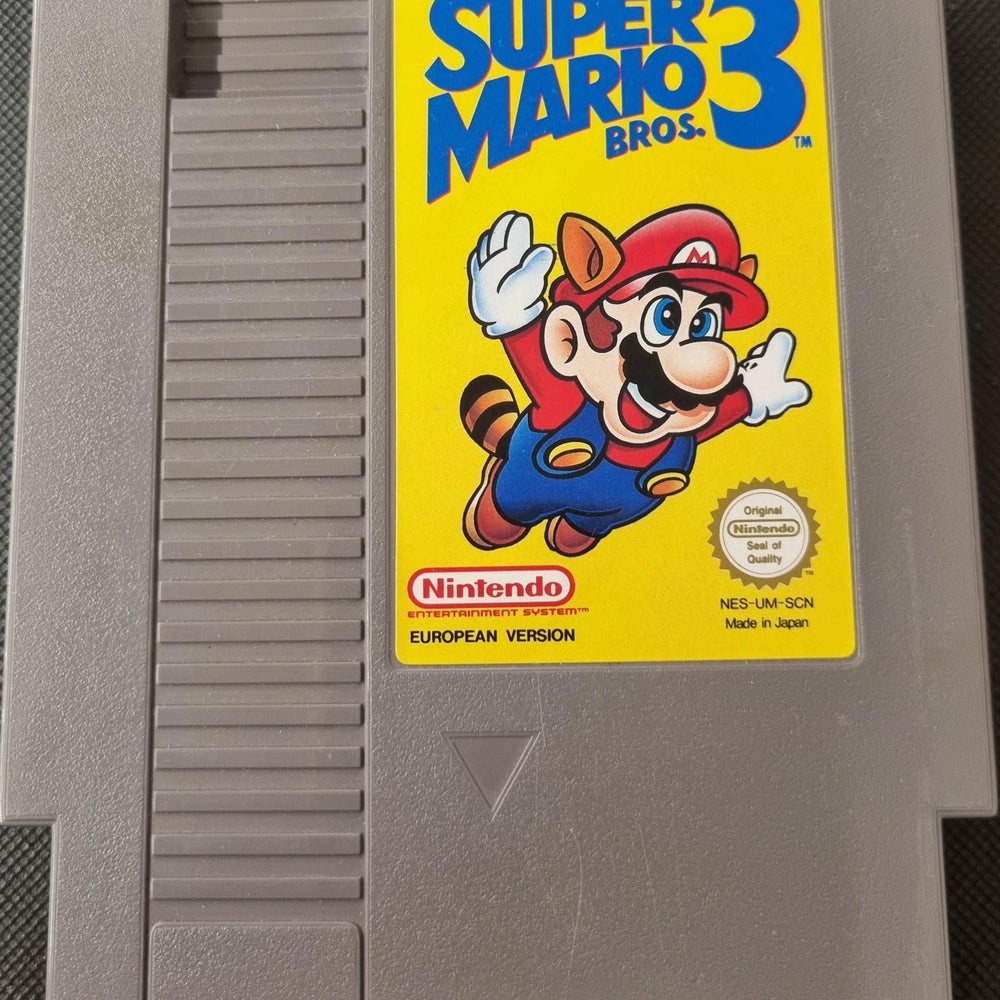 SUPER
MARIO
BROS.
3™
M
Original
Nintendo
Seal of
Quality
™
Nintendo
ENTERTAINMENT SYSTEM™
EUROPEAN VERSION
NES-UM-SCN
Made in Japan